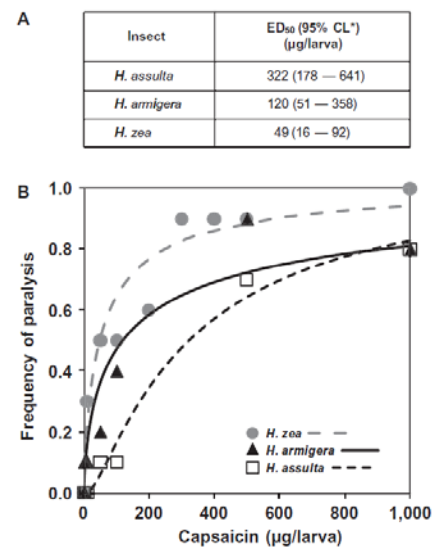 A
Insect ED₅₀ (95% CL*)
(µg/larva)
H. assulta 322 (178 — 641)
H. armigera 120 (51 — 358)
H. zea 49 (16 — 92)
B
Frequency of paralysis
1.0
0.8
0.6
0.4
0.2
0.0
H. zea
H. armigera
H. assulta
0 200 400 600 800 1,000
Capsaicin (µg/larva)